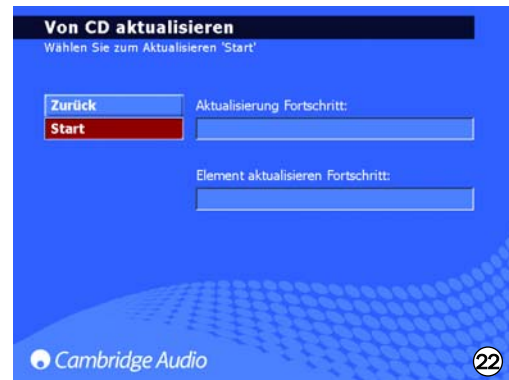 Von CD aktualisieren
Wählen Sie zum Aktualisieren 'Start'
Zurück
Start
Aktualisierung Fortschritt:
Element aktualisieren Fortschritt:
Cambridge Audio
22